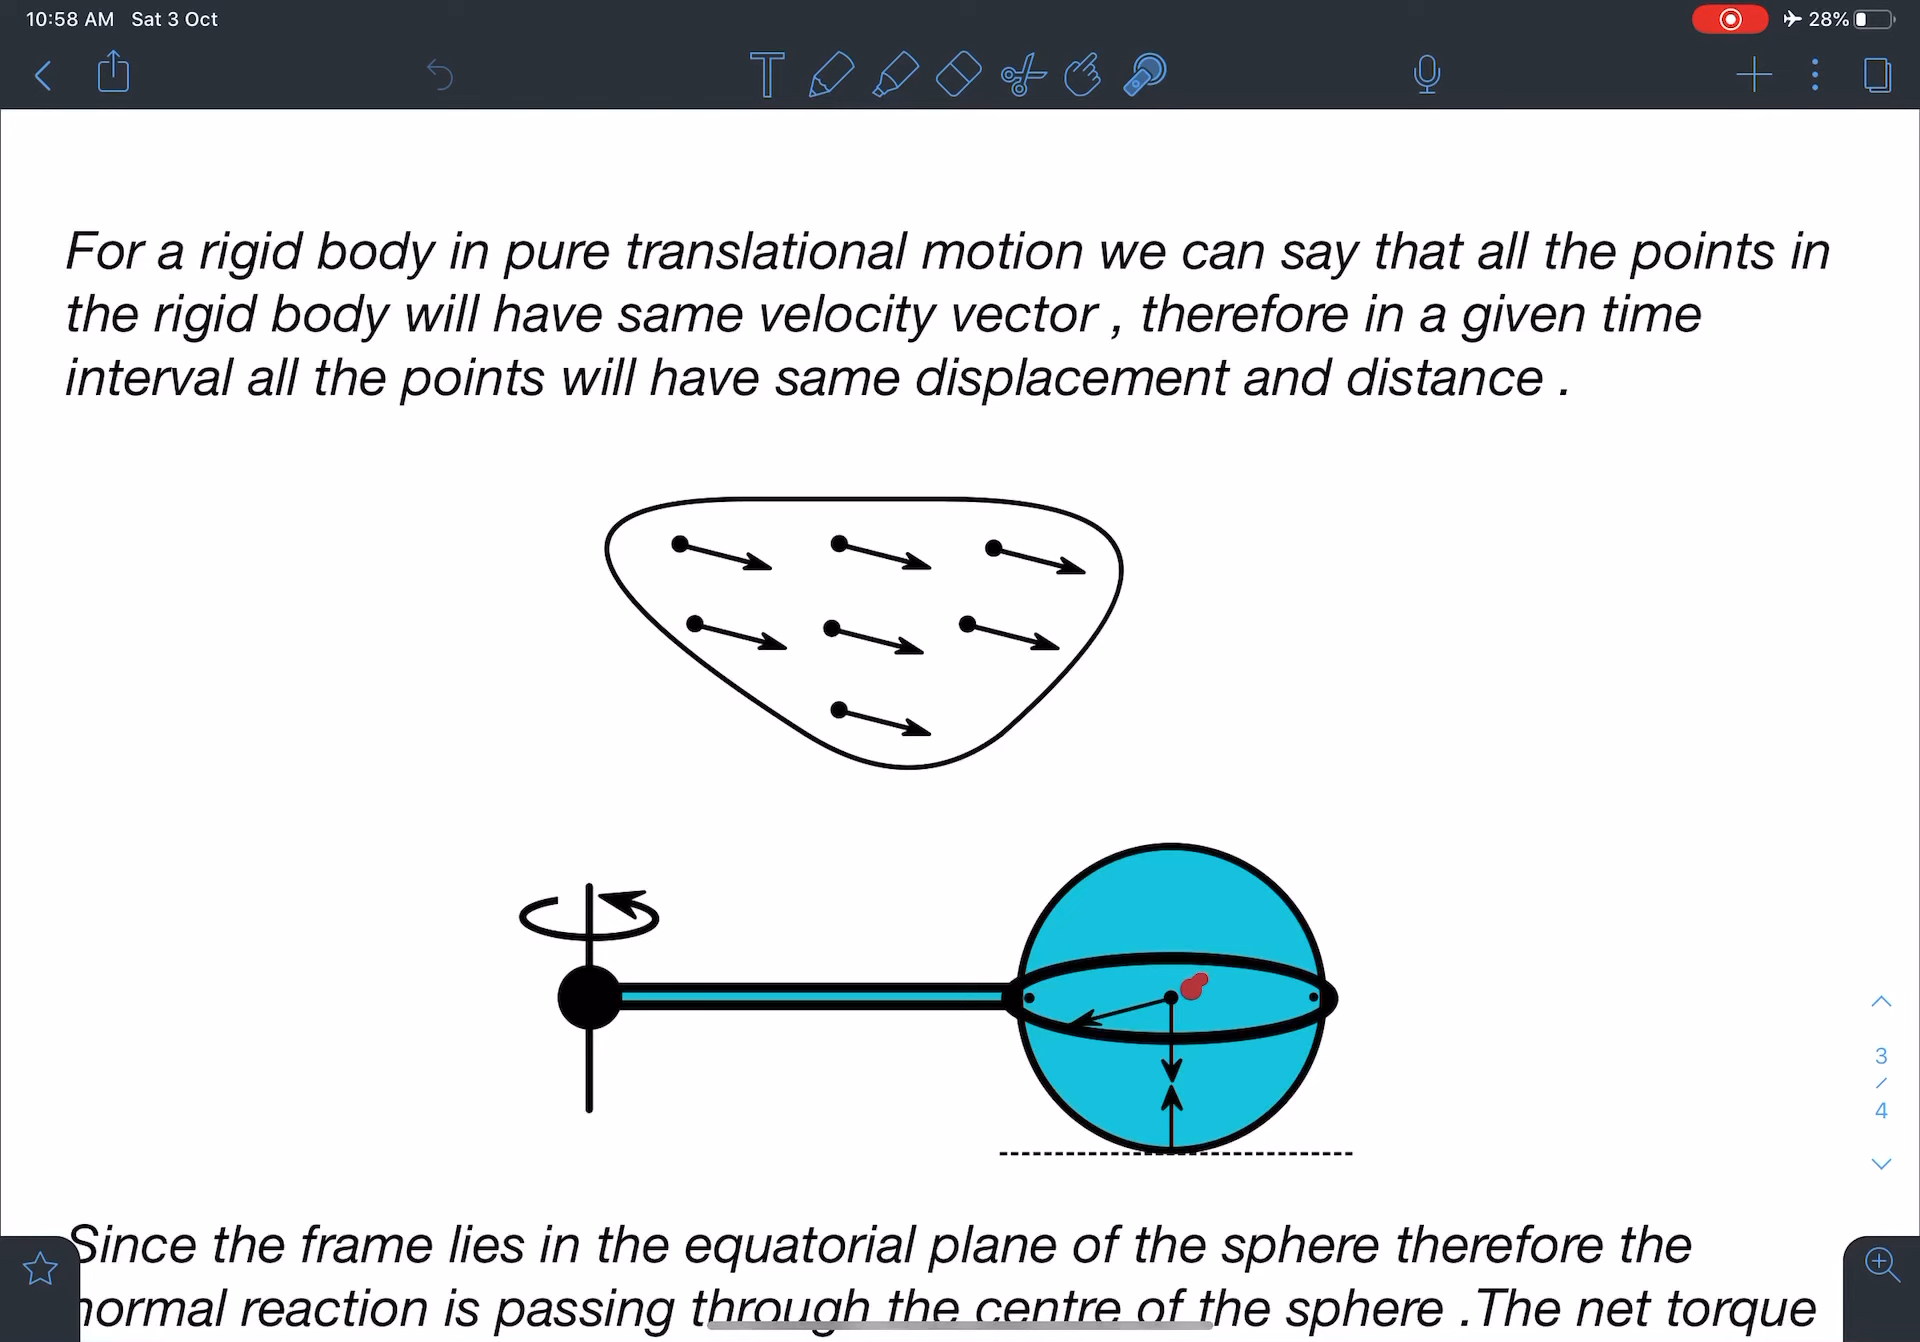 10:58 AM Sat 3 Oct
28%
T
For a rigid body in pure translational motion we can say that all the points in
the rigid body will have same velocity vector , therefore in a given time
interval all the points will have same displacement and distance .
3
/
4
Since the frame lies in the equatorial plane of the sphere therefore the
normal reaction is passing through the centre of the sphere .The net torque